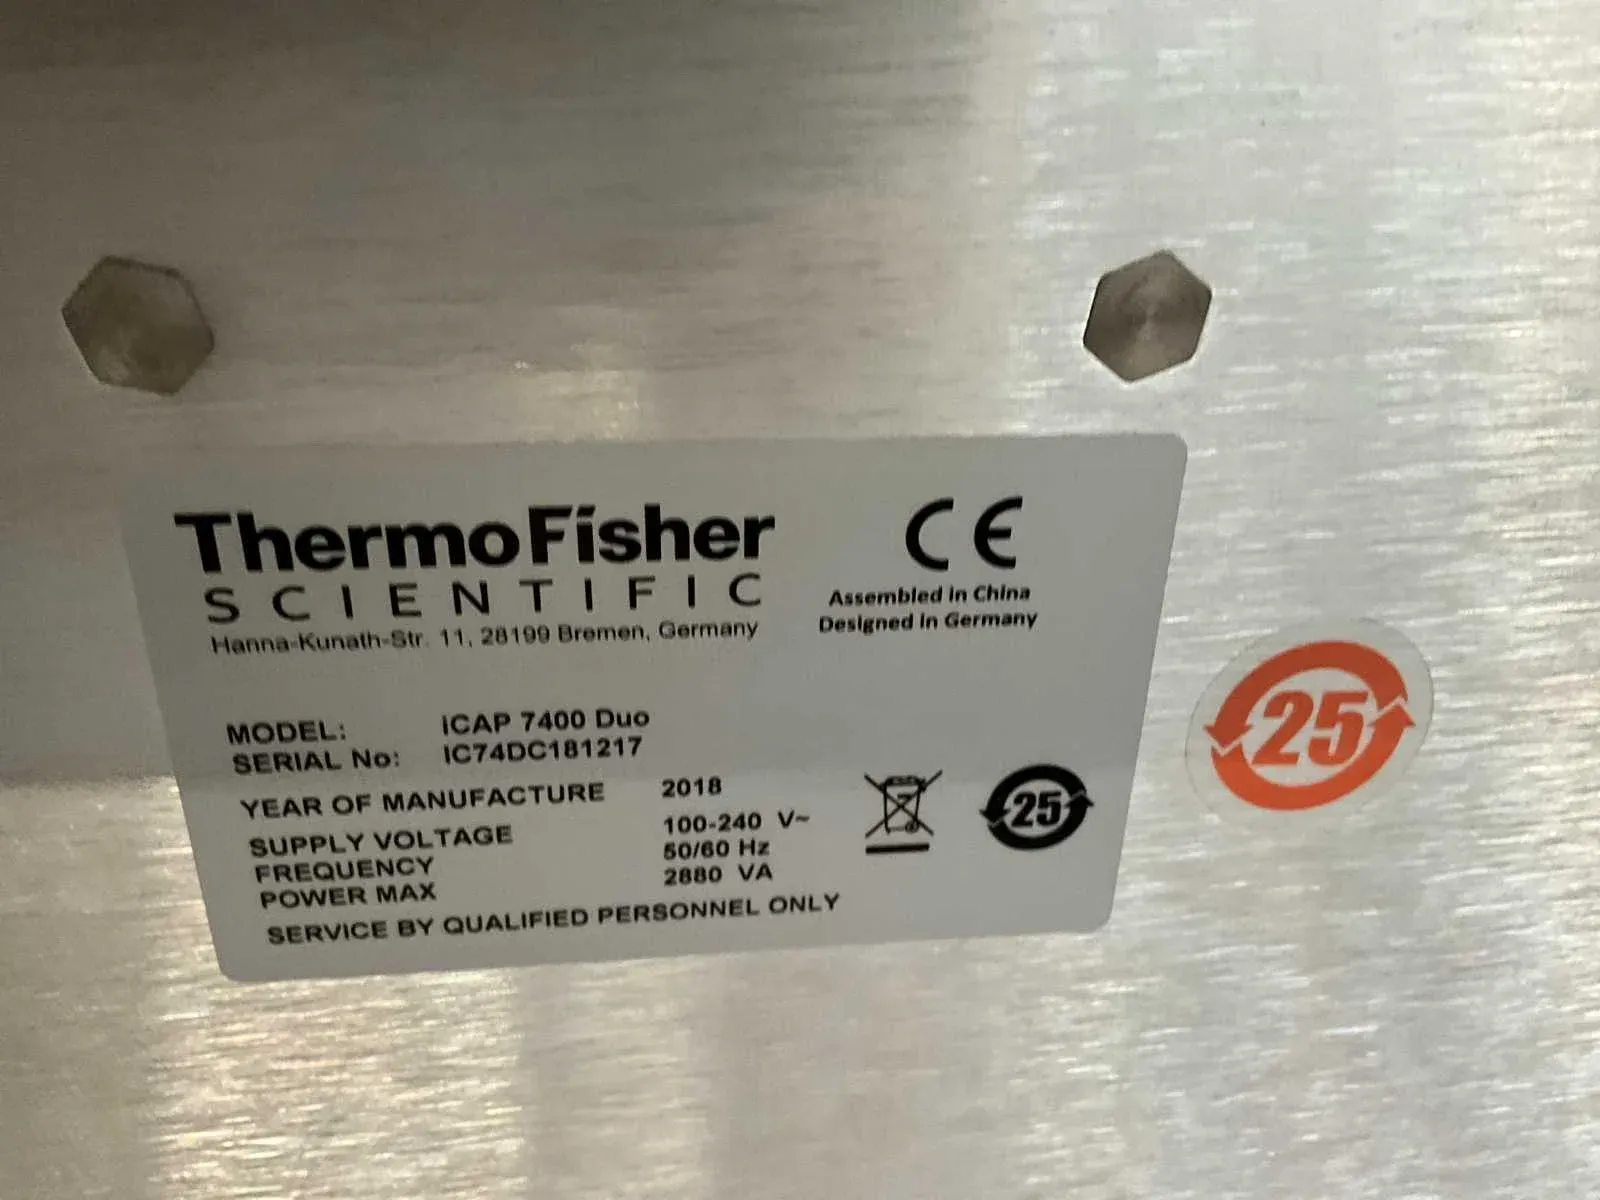 ThermoFisher
SCIENTIFIC
Hanna-Kunath-Str. 11, 28199 Bremen, Germany
CE
Assembled in China
Designed in Germany
MODEL: iCAP 7400 Duo
SERIAL No: IC74DC181217
YEAR OF MANUFACTURE 2018
SUPPLY VOLTAGE 100-240 V~
FREQUENCY 50/60 Hz
POWER MAX 2880 VA
SERVICE BY QUALIFIED PERSONNEL ONLY
25
25